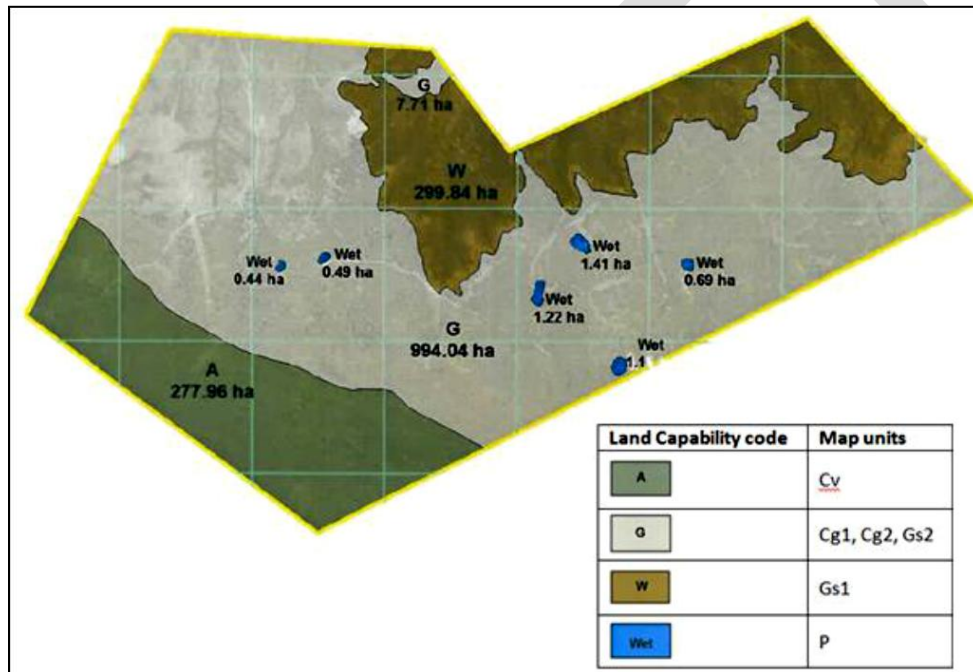 G
7.71 ha
W
299.84 ha
Wet
0.44 ha
Wet
0.49 ha
Wet
1.41 ha
Wet
0.69 ha
Wet
1.22 ha
G
994.04 ha
Wet
A
277.96 ha
Land Capability code Map units
A Cv
G Cg1, Cg2, Gs2
W Gs1
Wet P